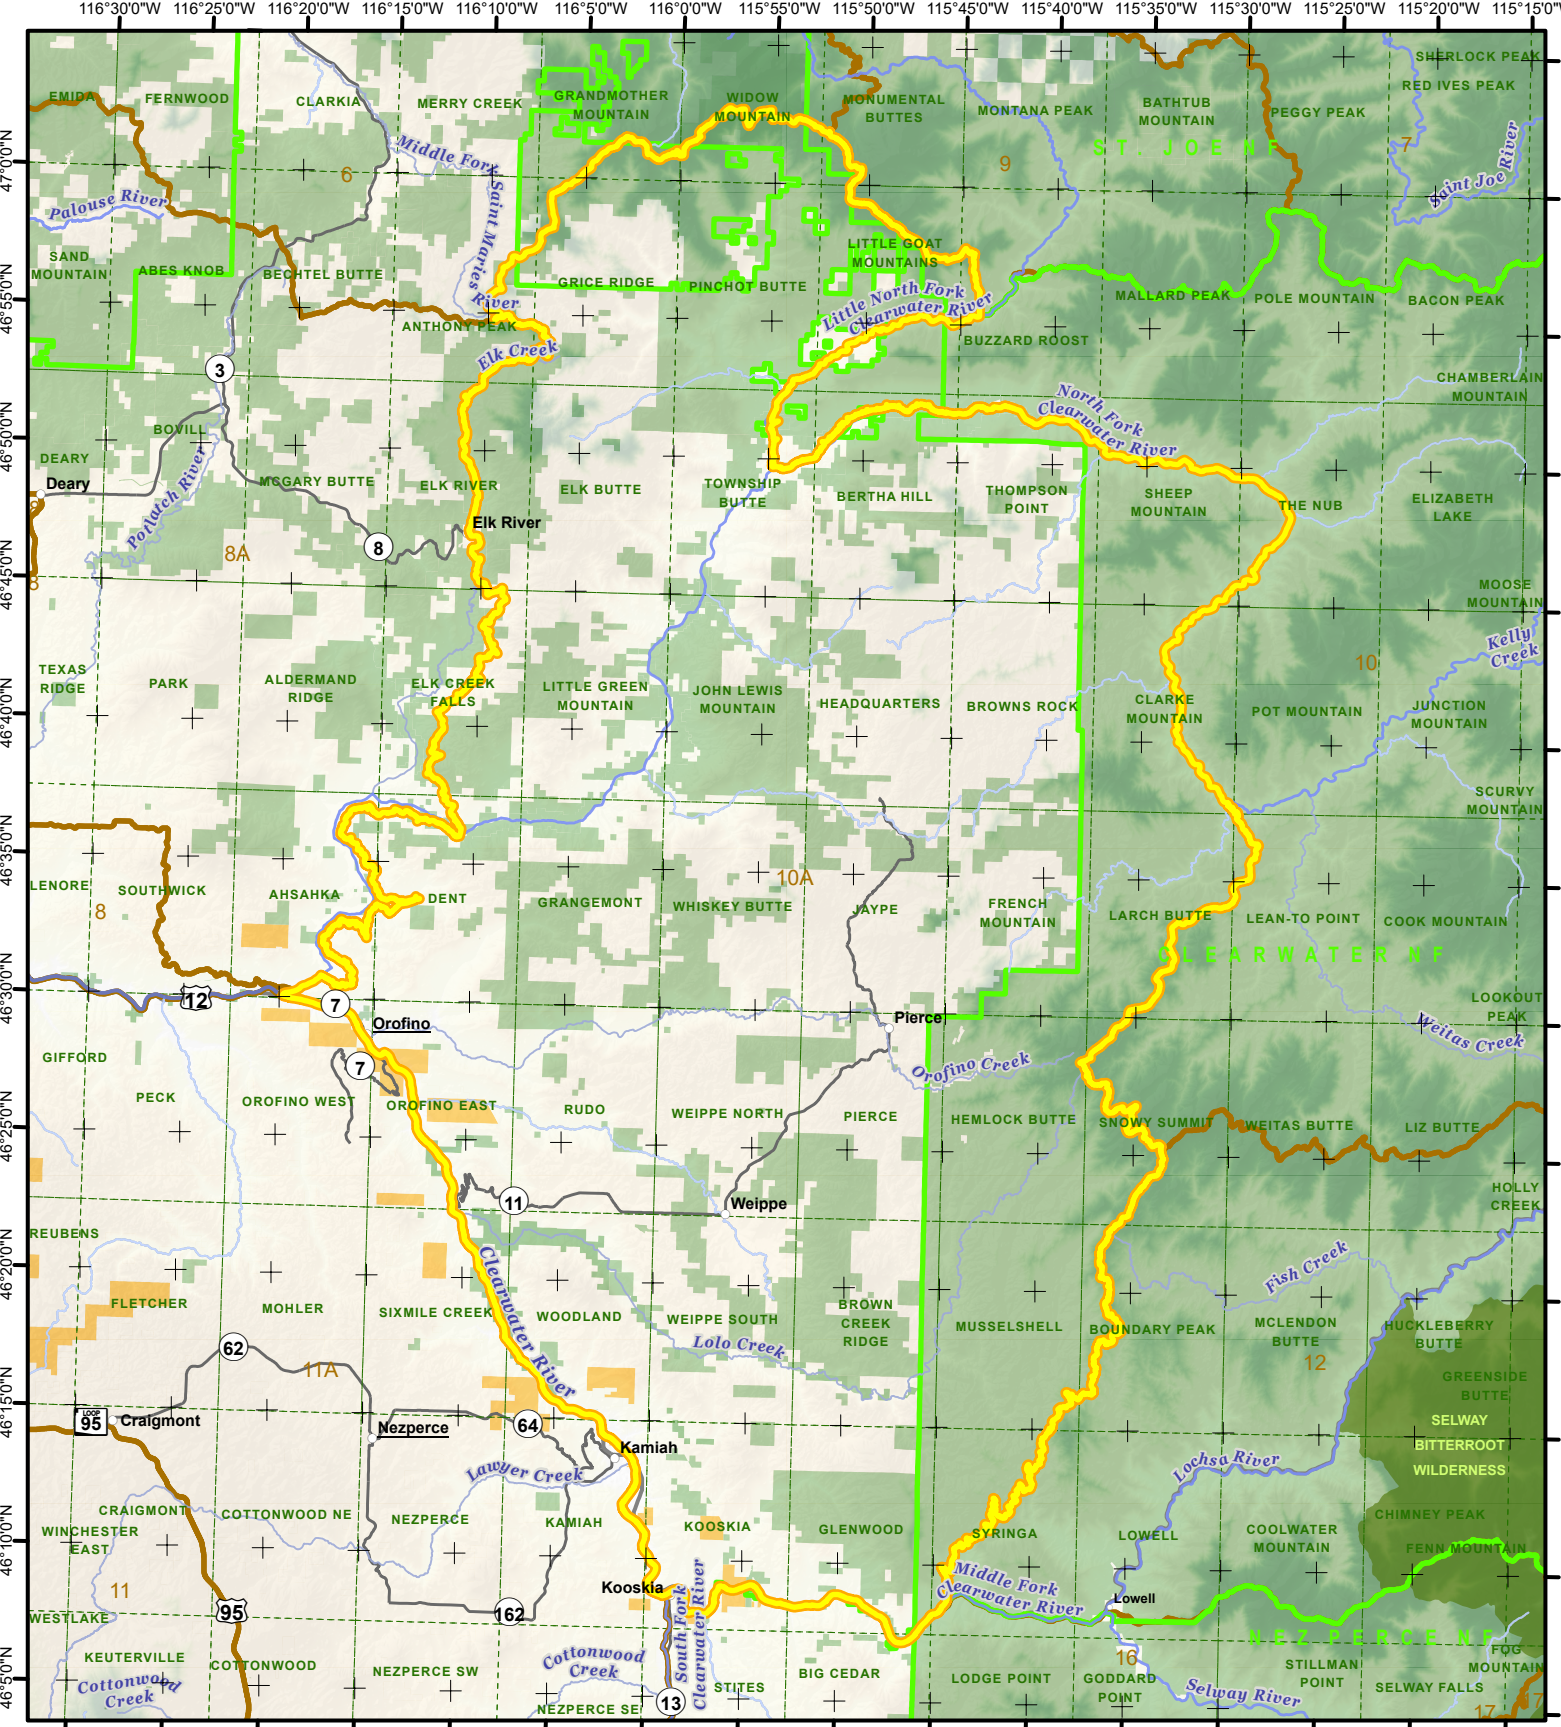 116°30'0"W 116°25'0"W 116°20'0"W 116°15'0"W 116°10'0"W 116°5'0"W 116°0'0"W 115°55'0"W 115°50'0"W 115°45'0"W 115°40'0"W 115°35'0"W 115°30'0"W 115°25'0"W 115°20'0"W 115°15'0"W
SHERLOCK PEAK
RED IVES PEAK
EMIDA
FERNWOOD
CLARKIA
MERRY CREEK
GRANDMOTHER
MOUNTAIN
WIDOW
MOUNTAIN
MONUMENTAL
BUTTES
MONTANA PEAK
BATHTUB
MOUNTAIN
PEGGY PEAK
ST. JOE NF
7
9
6
Middle Fork
Saint Maries
River
Saint Joe River
47°0'0"N
Palouse River
SAND
MOUNTAIN
ABES KNOB
BECHTEL BUTTE
GRICE RIDGE
PINCHOT BUTTE
LITTLE GOAT
MOUNTAINS
Little North Fork
Clearwater River
MALLARD PEAK
POLE MOUNTAIN
BACON PEAK
46°55'0"N
ANTHONY PEAK
Elk Creek
BUZZARD ROOST
3
CHAMBERLAIN
MOUNTAIN
North Fork
Clearwater River
46°50'0"N
BOVILL
DEARY
Deary
Potlatch River
MCGARY BUTTE
ELK RIVER
ELK BUTTE
TOWNSHIP
BUTTE
BERTHA HILL
THOMPSON
POINT
SHEEP
MOUNTAIN
THE NUB
ELIZABETH
LAKE
Elk River
8
8A
8
8
46°45'0"N
MOOSE
MOUNTAIN
Kelly
Creek
10
TEXAS
RIDGE
PARK
ALDERMAND
RIDGE
ELK CREEK
FALLS
LITTLE GREEN
MOUNTAIN
JOHN LEWIS
MOUNTAIN
HEADQUARTERS
BROWNS ROCK
CLARKE
MOUNTAIN
POT MOUNTAIN
JUNCTION
MOUNTAIN
46°40'0"N
SCURVY
MOUNTAIN
46°35'0"N
LENORE
SOUTHWICK
AHSAHKA
DENT
GRANGEMONT
WHISKEY BUTTE
10A
JAYPE
FRENCH
MOUNTAIN
LARCH BUTTE
LEAN-TO POINT
COOK MOUNTAIN
8
CLEARWATER NF
46°30'0"N
12
7
Orofino
Pierce
LOOKOUT
PEAK
Weitas Creek
GIFFORD
7
Orofino Creek
PECK
OROFINO WEST
OROFINO EAST
RUDO
WEIPPE NORTH
PIERCE
HEMLOCK BUTTE
SNOWY SUMMIT
WEITAS BUTTE
LIZ BUTTE
46°25'0"N
11
Weippe
HOLLY
CREEK
REUBENS
46°20'0"N
Clearwater River
Fish Creek
FLETCHER
MOHLER
SIXMILE CREEK
WOODLAND
WEIPPE SOUTH
BROWN
CREEK
RIDGE
MUSSELSHELL
BOUNDARY PEAK
MCLENDON
BUTTE
HUCKLEBERRY
BUTTE
62
Lolo Creek
11A
12
GREENSIDE
BUTTE
46°15'0"N
LOOP
95
Craigmont
Nezperce
64
Kamiah
Lawyer Creek
SELWAY
BITTERROOT
WILDERNESS
Lochsa River
CRAIGMONT
COTTONWOOD NE
NEZPERCE
KAMIAH
KOOSKIA
GLENWOOD
SYRINGA
LOWELL
COOLWATER
MOUNTAIN
CHIMNEY PEAK
FENN MOUNTAIN
WINCHESTER
EAST
46°10'0"N
11
Kooskia
South Fork
Clearwater River
Middle Fork
Clearwater River
Lowell
WESTLAKE
95
162
NEZ PERCE NF
46°5'0"N
KEUTERVILLE
COTTONWOOD
NEZPERCE SW
Cottonwood
Creek
Cottonwood
Creek
BIG CEDAR
LODGE POINT
16
GODDARD
POINT
STILLMAN
POINT
FOG
MOUNTAIN
SELWAY FALLS
Selway River
STITES
13
NEZPERCE SE
17
17